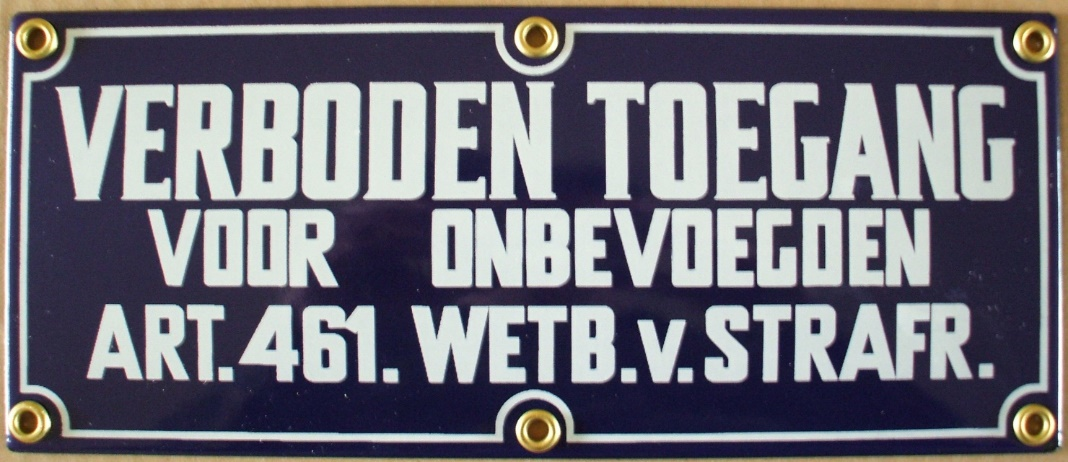 VERBODEN TOEGANG
VOOR ONBEVOEGDEN
ART. 461. WETB. v. STRAFR.